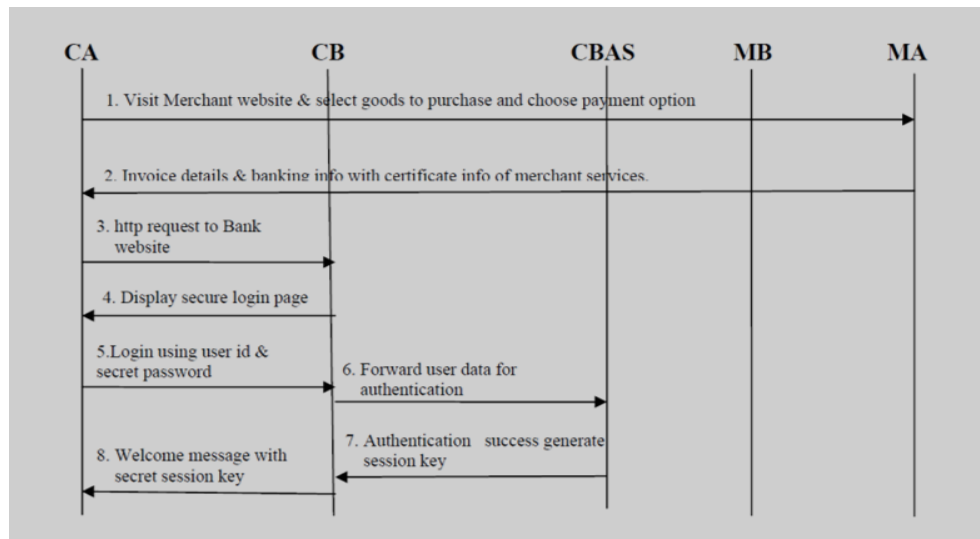 CA CB CBAS MB MA
1. Visit Merchant website & select goods to purchase and choose payment option
2. Invoice details & banking info with certificate info of merchant services.
3. http request to Bank
website
4. Display secure login page
5.Login using user id &
secret password
6. Forward user data for
authentication
7. Authentication success generate
session key
8. Welcome message with
secret session key